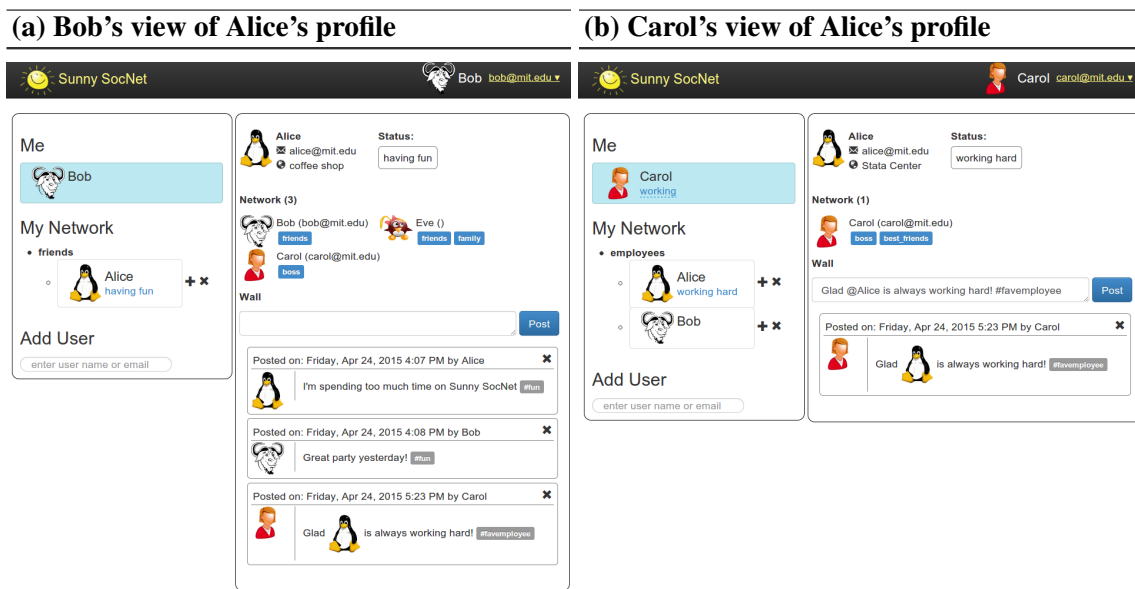 (a) Bob's view of Alice's profile
Sunny SocNet
Bob bob@mit.edu ▾
Me
Bob
My Network
• friends
Alice
having fun
Add User
enter user name or email
Alice
alice@mit.edu
coffee shop
Status:
having fun
Network (3)
Bob (bob@mit.edu)
friends
Eve ()
friends family
Carol (carol@mit.edu)
boss
Wall
Post
Posted on: Friday, Apr 24, 2015 4:07 PM by Alice
I'm spending too much time on Sunny SocNet #fun
Posted on: Friday, Apr 24, 2015 4:08 PM by Bob
Great party yesterday! #fun
Posted on: Friday, Apr 24, 2015 5:23 PM by Carol
Glad is always working hard! #favemployee
(b) Carol's view of Alice's profile
Sunny SocNet
Carol carol@mit.edu ▾
Me
Carol
working
My Network
• employees
Alice
working hard
Bob
Add User
enter user name or email
Alice
alice@mit.edu
Stata Center
Status:
working hard
Network (1)
Carol (carol@mit.edu)
boss best_friends
Wall
Glad @Alice is always working hard! #favemployee
Post
Posted on: Friday, Apr 24, 2015 5:23 PM by Carol
Glad is always working hard! #favemployee